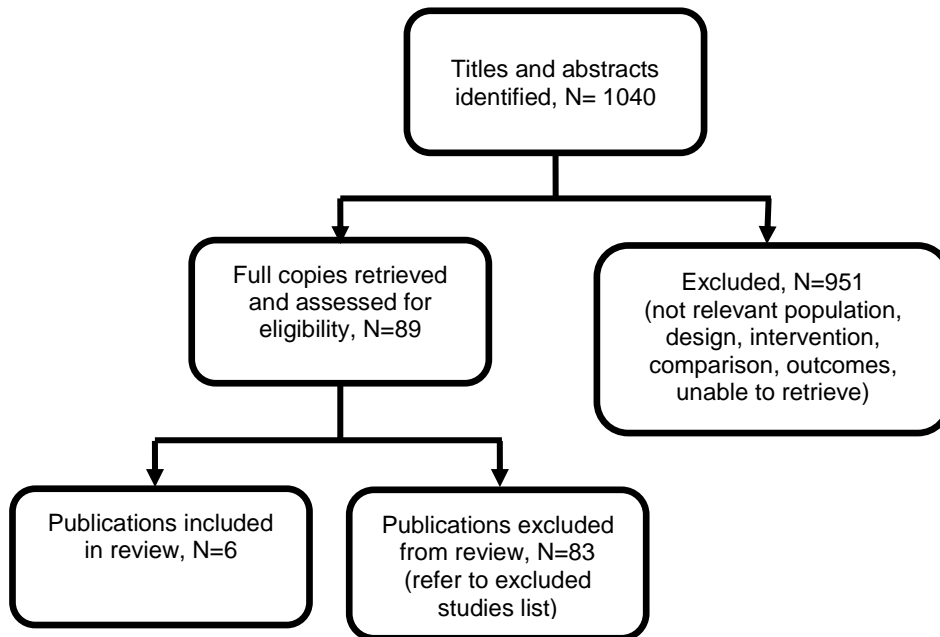 Titles and abstracts
identified, N= 1040
Full copies retrieved
and assessed for
eligibility, N=89
Excluded, N=951
(not relevant population,
design, intervention,
comparison, outcomes,
unable to retrieve)
Publications included
in review, N=6
Publications excluded
from review, N=83
(refer to excluded
studies list)